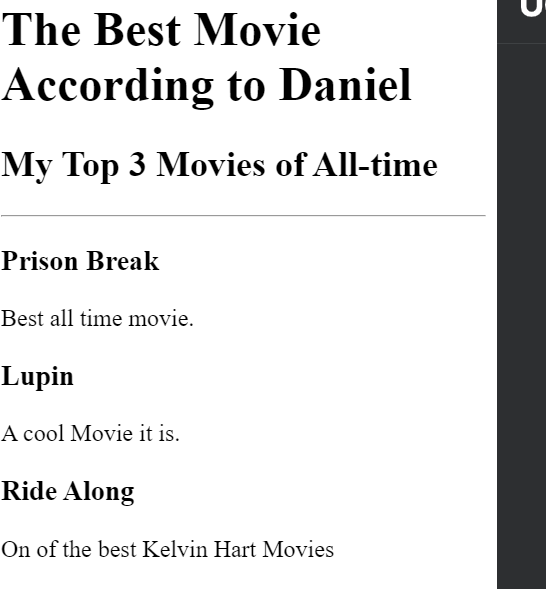 The Best Movie
According to Daniel
My Top 3 Movies of All-time
Prison Break
Best all time movie.
Lupin
A cool Movie it is.
Ride Along
On of the best Kelvin Hart Movies